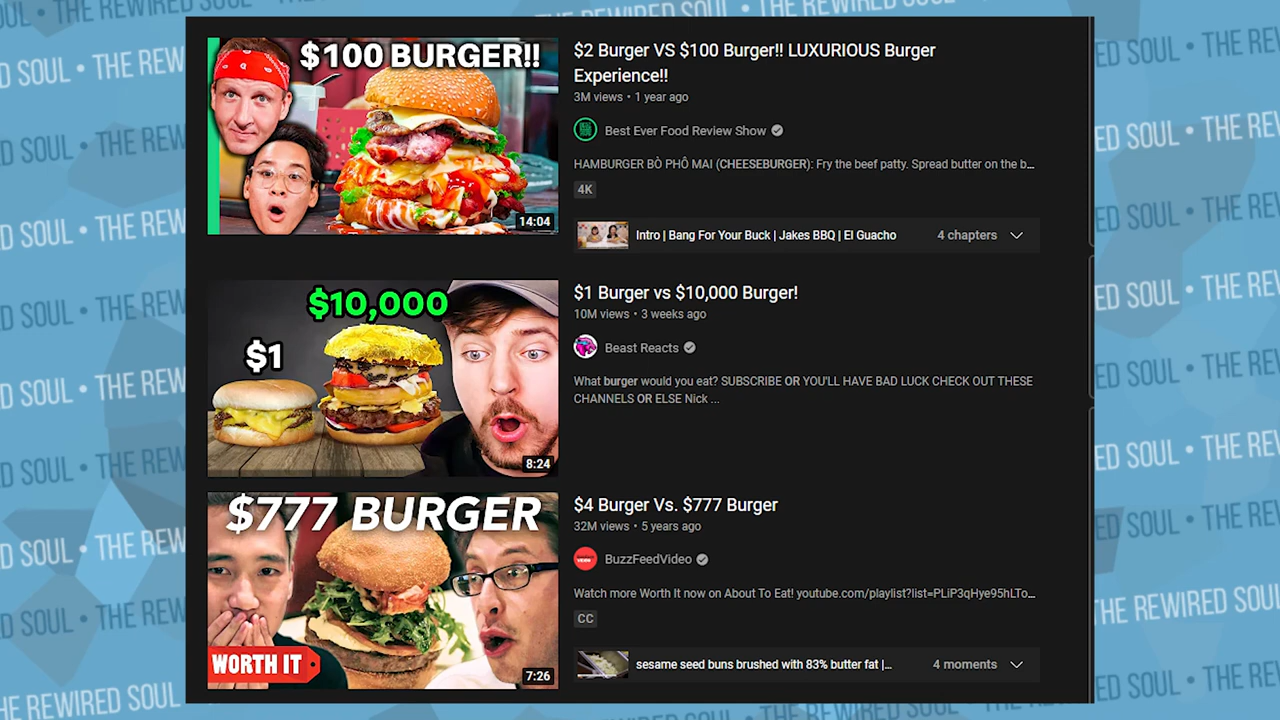 $100 BURGER!!
14:04
$2 Burger VS $100 Burger!! LUXURIOUS Burger
Experience!!
3M views • 1 year ago
Best Ever Food Review Show
HAMBURGER BÒ PHÔ MAI (CHEESEBURGER): Fry the beef patty. Spread butter on the b...
4K
Intro | Bang For Your Buck | Jakes BBQ | El Guacho
4 chapters
$10,000
$1
8:24
$1 Burger vs $10,000 Burger!
10M views • 3 weeks ago
Beast Reacts
What burger would you eat? SUBSCRIBE OR YOU'LL HAVE BAD LUCK CHECK OUT THESE
CHANNELS OR ELSE Nick ...
$777 BURGER
WORTH IT
7:26
$4 Burger Vs. $777 Burger
32M views • 5 years ago
BuzzFeedVideo
Watch more Worth It now on About To Eat! youtube.com/playlist?list=PLiP3qHye95hLTo...
CC
sesame seed buns brushed with 83% butter fat |...
4 moments
THE REWIRED SOUL